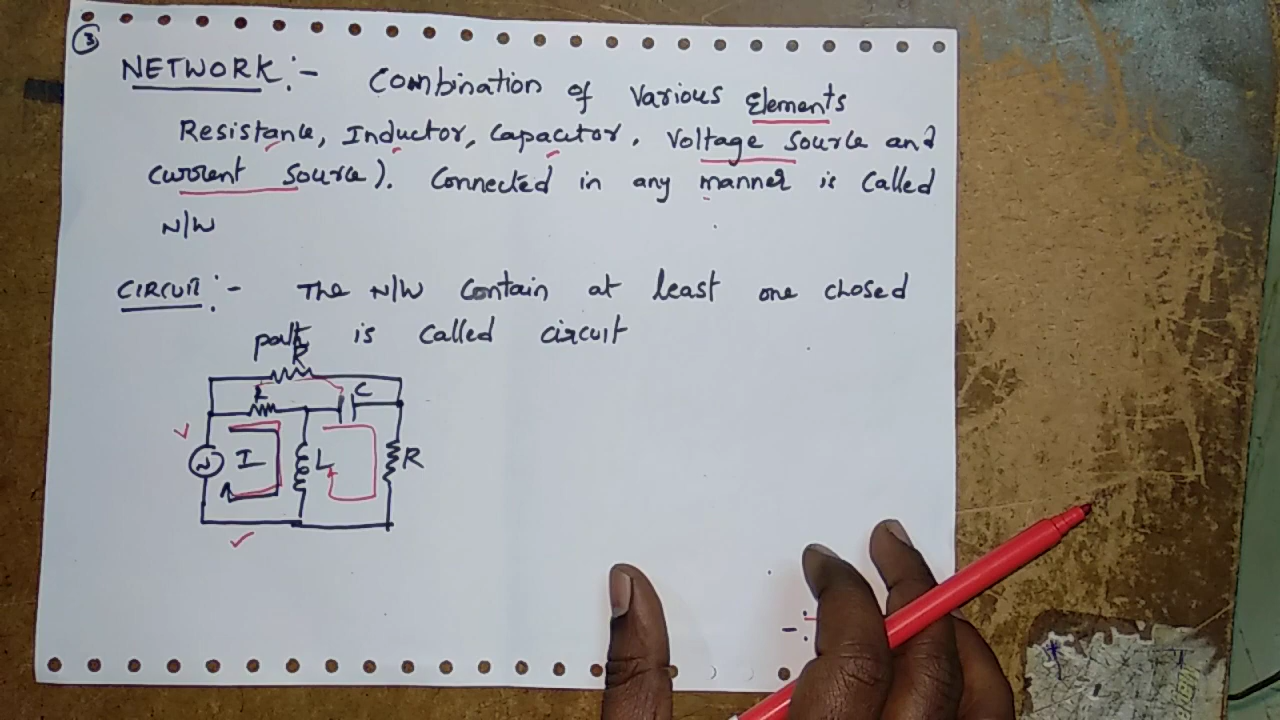 3
NETWORK :- Combination of various Elements
Resistance, Inductor, Capacitor, Voltage Source and
Current Source). Connected in any manner is called
N/W
CIRCUIT :- The N/W contain at least one chosed
path is called circuit
R
L C
I L R